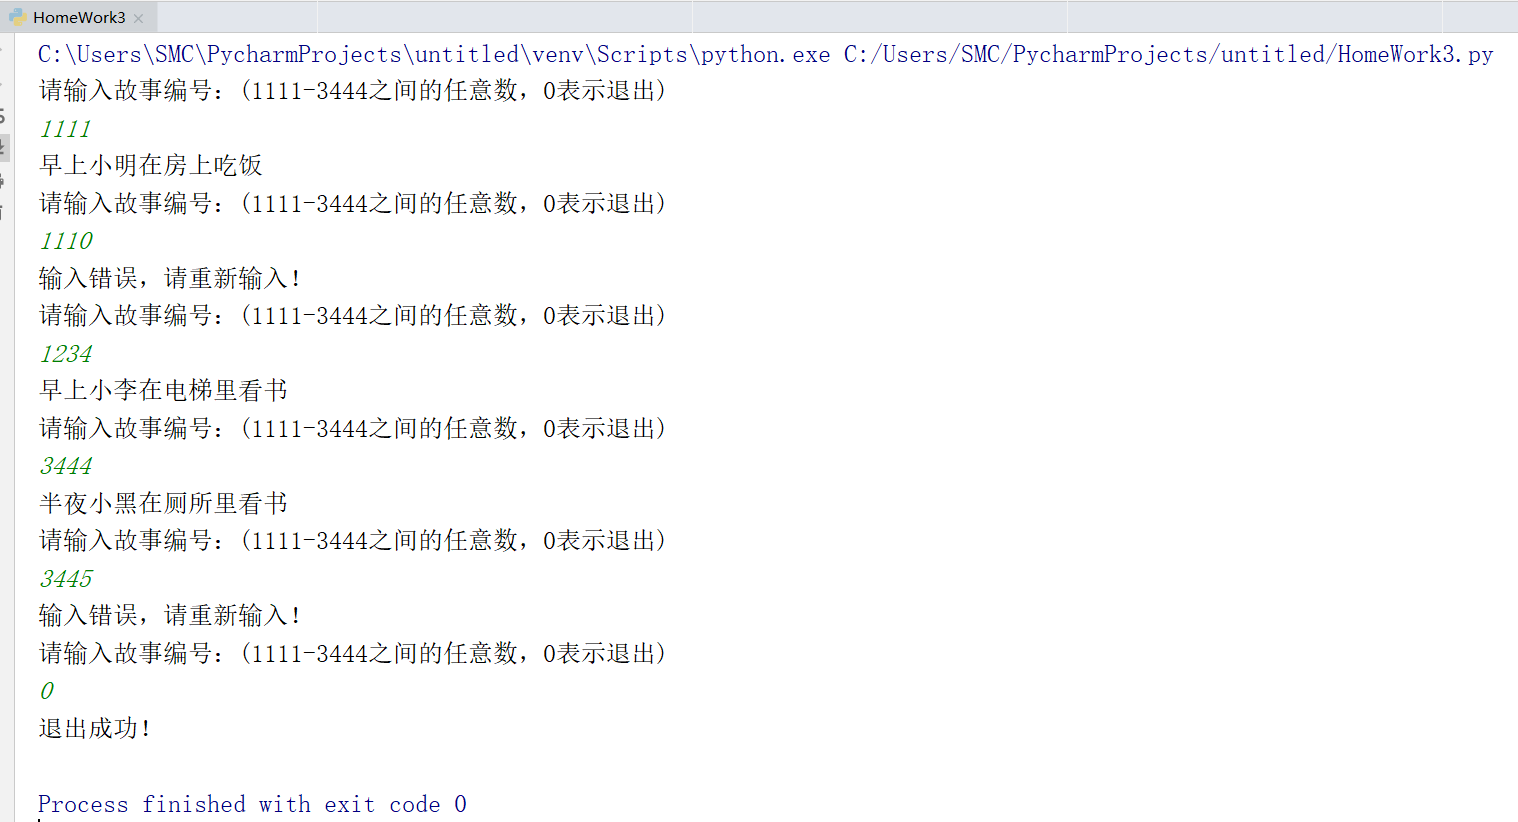 HomeWork3
C:\Users\SMC\PycharmProjects\untitled\venv\Scripts\python.exe C:/Users/SMC/PycharmProjects/untitled/HomeWork3.py
请输入故事编号：(1111-3444之间的任意数，0表示退出)
1111
早上小明在房上吃饭
请输入故事编号：(1111-3444之间的任意数，0表示退出)
1110
输入错误，请重新输入！
请输入故事编号：(1111-3444之间的任意数，0表示退出)
1234
早上小李在电梯里看书
请输入故事编号：(1111-3444之间的任意数，0表示退出)
3444
半夜小黑在厕所里看书
请输入故事编号：(1111-3444之间的任意数，0表示退出)
3445
输入错误，请重新输入！
请输入故事编号：(1111-3444之间的任意数，0表示退出)
0
退出成功！
Process finished with exit code 0